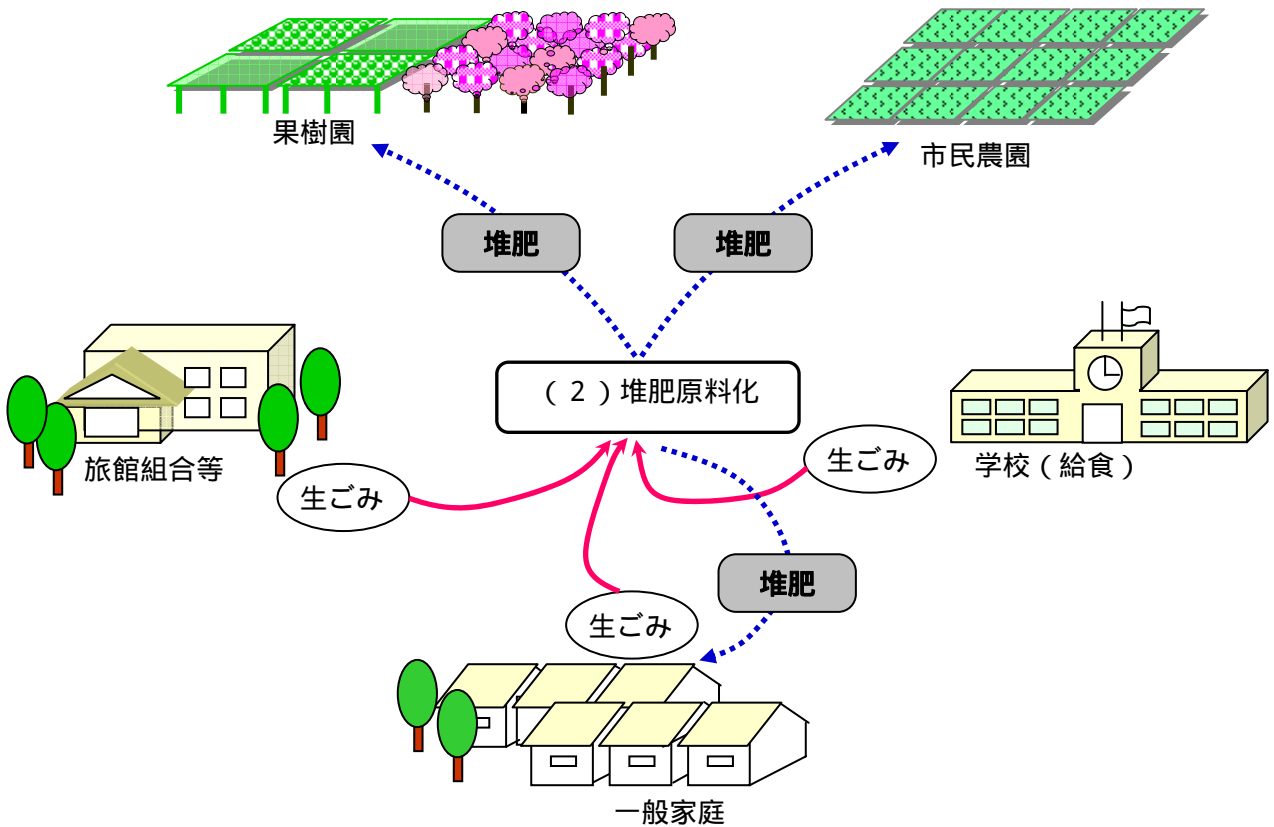 果樹園
市民農園
堆肥
堆肥
（２）堆肥原料化
旅館組合等
生ごみ
生ごみ
学校（給食）
堆肥
生ごみ
一般家庭